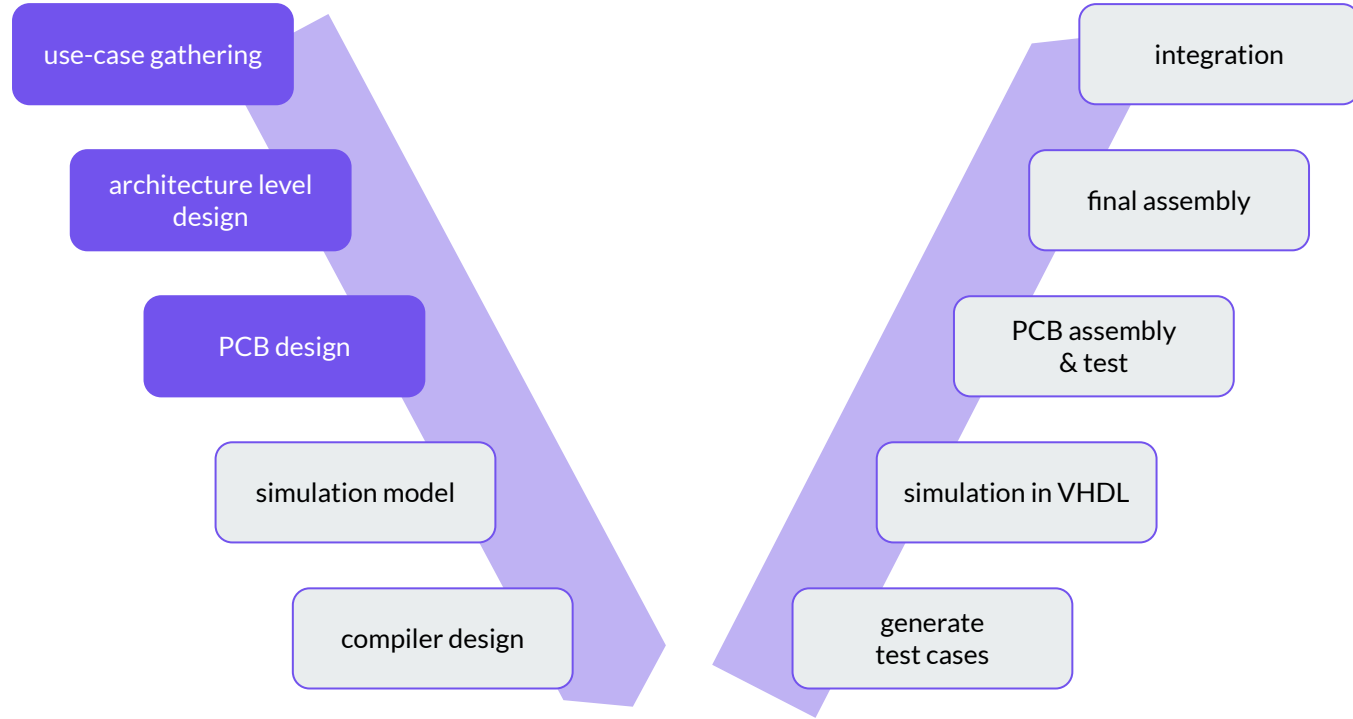 use-case gathering
architecture level
design
PCB design
simulation model
compiler design
integration
final assembly
PCB assembly
& test
simulation in VHDL
generate
test cases